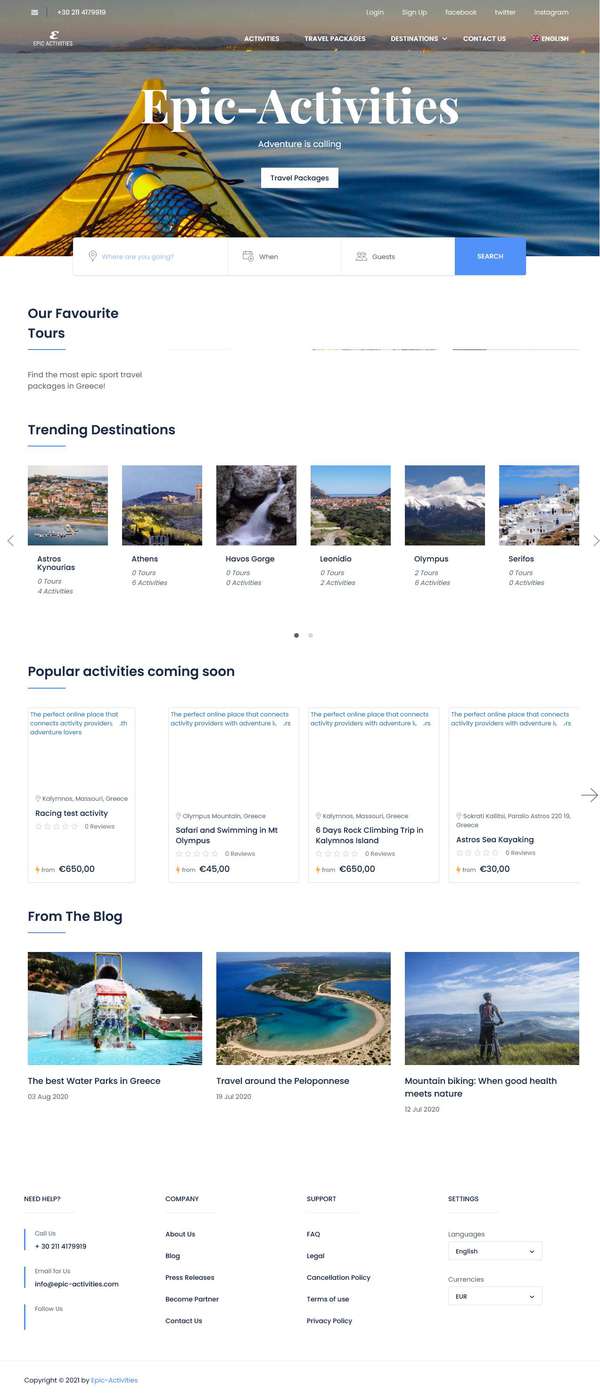 +30 211 4179919
Login
Sign Up
facebook
twitter
Instagram
EPIC ACTIVITIES
ACTIVITIES
TRAVEL PACKAGES
DESTINATIONS
CONTACT US
ENGLISH
Epic-Activities
Adventure is calling
Travel Packages
Where are you going?
When
Guests
SEARCH
Our Favourite
Tours
Find the most epic sport travel
packages in Greece!
Trending Destinations
Astros
Kynourias
0 Tours
4 Activities
Athens
0 Tours
6 Activities
Havos Gorge
0 Tours
0 Activities
Leonidio
0 Tours
2 Activities
Olympus
2 Tours
6 Activities
Serifos
0 Tours
0 Activities
Popular activities coming soon
The perfect online place that
connects activity providers th
adventure lovers
Kalymnos, Massouri, Greece
Racing test activity
0 Reviews
from €650,00
The perfect online place that connects
activity providers with adventure l rs
Olympus Mountain, Greece
Safari and Swimming in Mt
Olympus
0 Reviews
from €45,00
The perfect online place that connects
activity providers with adventure l rs
Kalymnos, Massouri, Greece
6 Days Rock Climbing Trip in
Kalymnos Island
0 Reviews
from €650,00
The perfect online place that connects
activity providers with adventure l rs
Sokrati Kallitsi, Paralio Astros 220 19,
Greece
Astros Sea Kayaking
0 Reviews
from €30,00
From The Blog
The best Water Parks in Greece
03 Aug 2020
Travel around the Peloponnese
19 Jul 2020
Mountain biking: When good health
meets nature
12 Jul 2020
NEED HELP?
Call Us
+ 30 211 4179919
Email for Us
info@epic-activities.com
Follow Us
COMPANY
About Us
Blog
Press Releases
Become Partner
Contact Us
SUPPORT
FAQ
Legal
Cancellation Policy
Terms of use
Privacy Policy
SETTINGS
Languages
English
Currencies
EUR
Copyright © 2021 by Epic-Activities